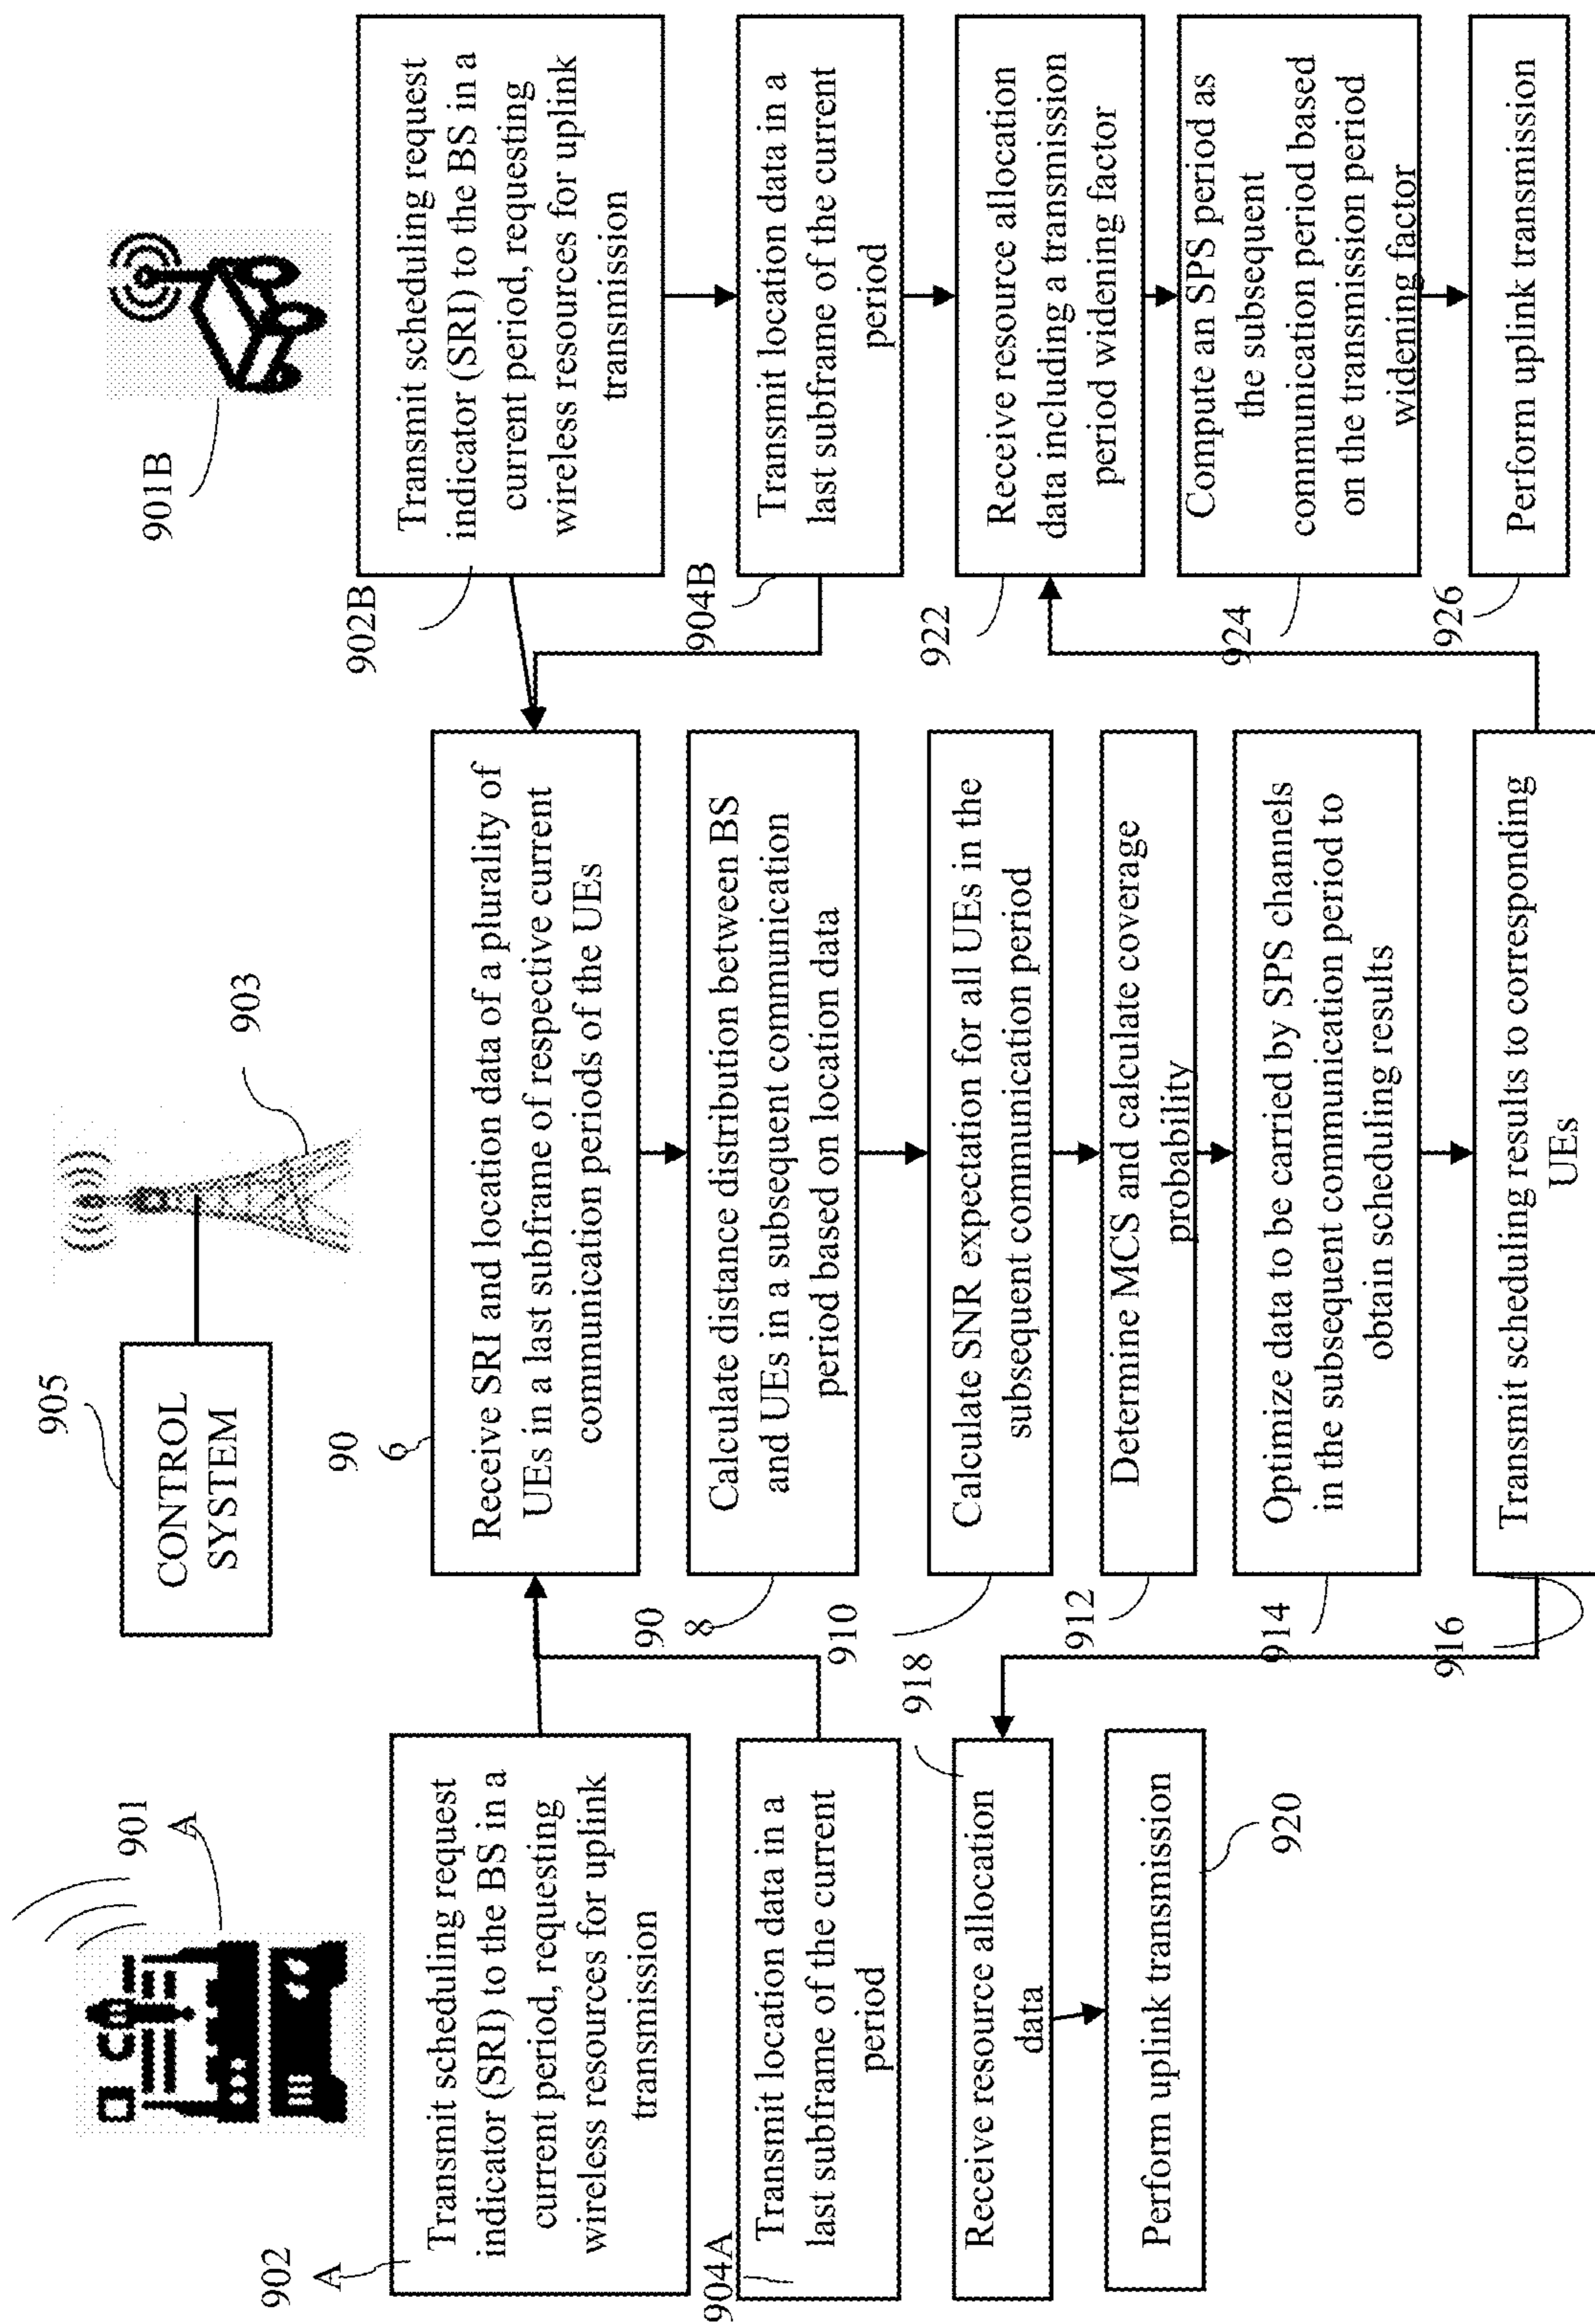 901
A
902
A
Transmit scheduling request
indicator (SRI) to the BS in a
current period, requesting
wireless resources for uplink
transmission
904A
Transmit location data in a
last subframe of the current
period
918
Receive resource allocation
data
Perform uplink transmission
920
905
CONTROL
SYSTEM
903
90
6
Receive SRI and location data of a plurality of
UEs in a last subframe of respective current
communication periods of the UEs
90
8
Calculate distance distribution between BS
and UEs in a subsequent communication
period based on location data
910
Calculate SNR expectation for all UEs in the
subsequent communication period
912
Determine MCS and calculate coverage
probability
914
Optimize data to be carried by SPS channels
in the subsequent communication period to
obtain scheduling results
916
Transmit scheduling results to corresponding
UEs
901B
902B
Transmit scheduling request
indicator (SRI) to the BS in a
current period, requesting
wireless resources for uplink
transmission
904B
Transmit location data in a
last subframe of the current
period
922
Receive resource allocation
data including a transmission
period widening factor
924
Compute an SPS period as
the subsequent
communication period based
on the transmission period
widening factor
926
Perform uplink transmission